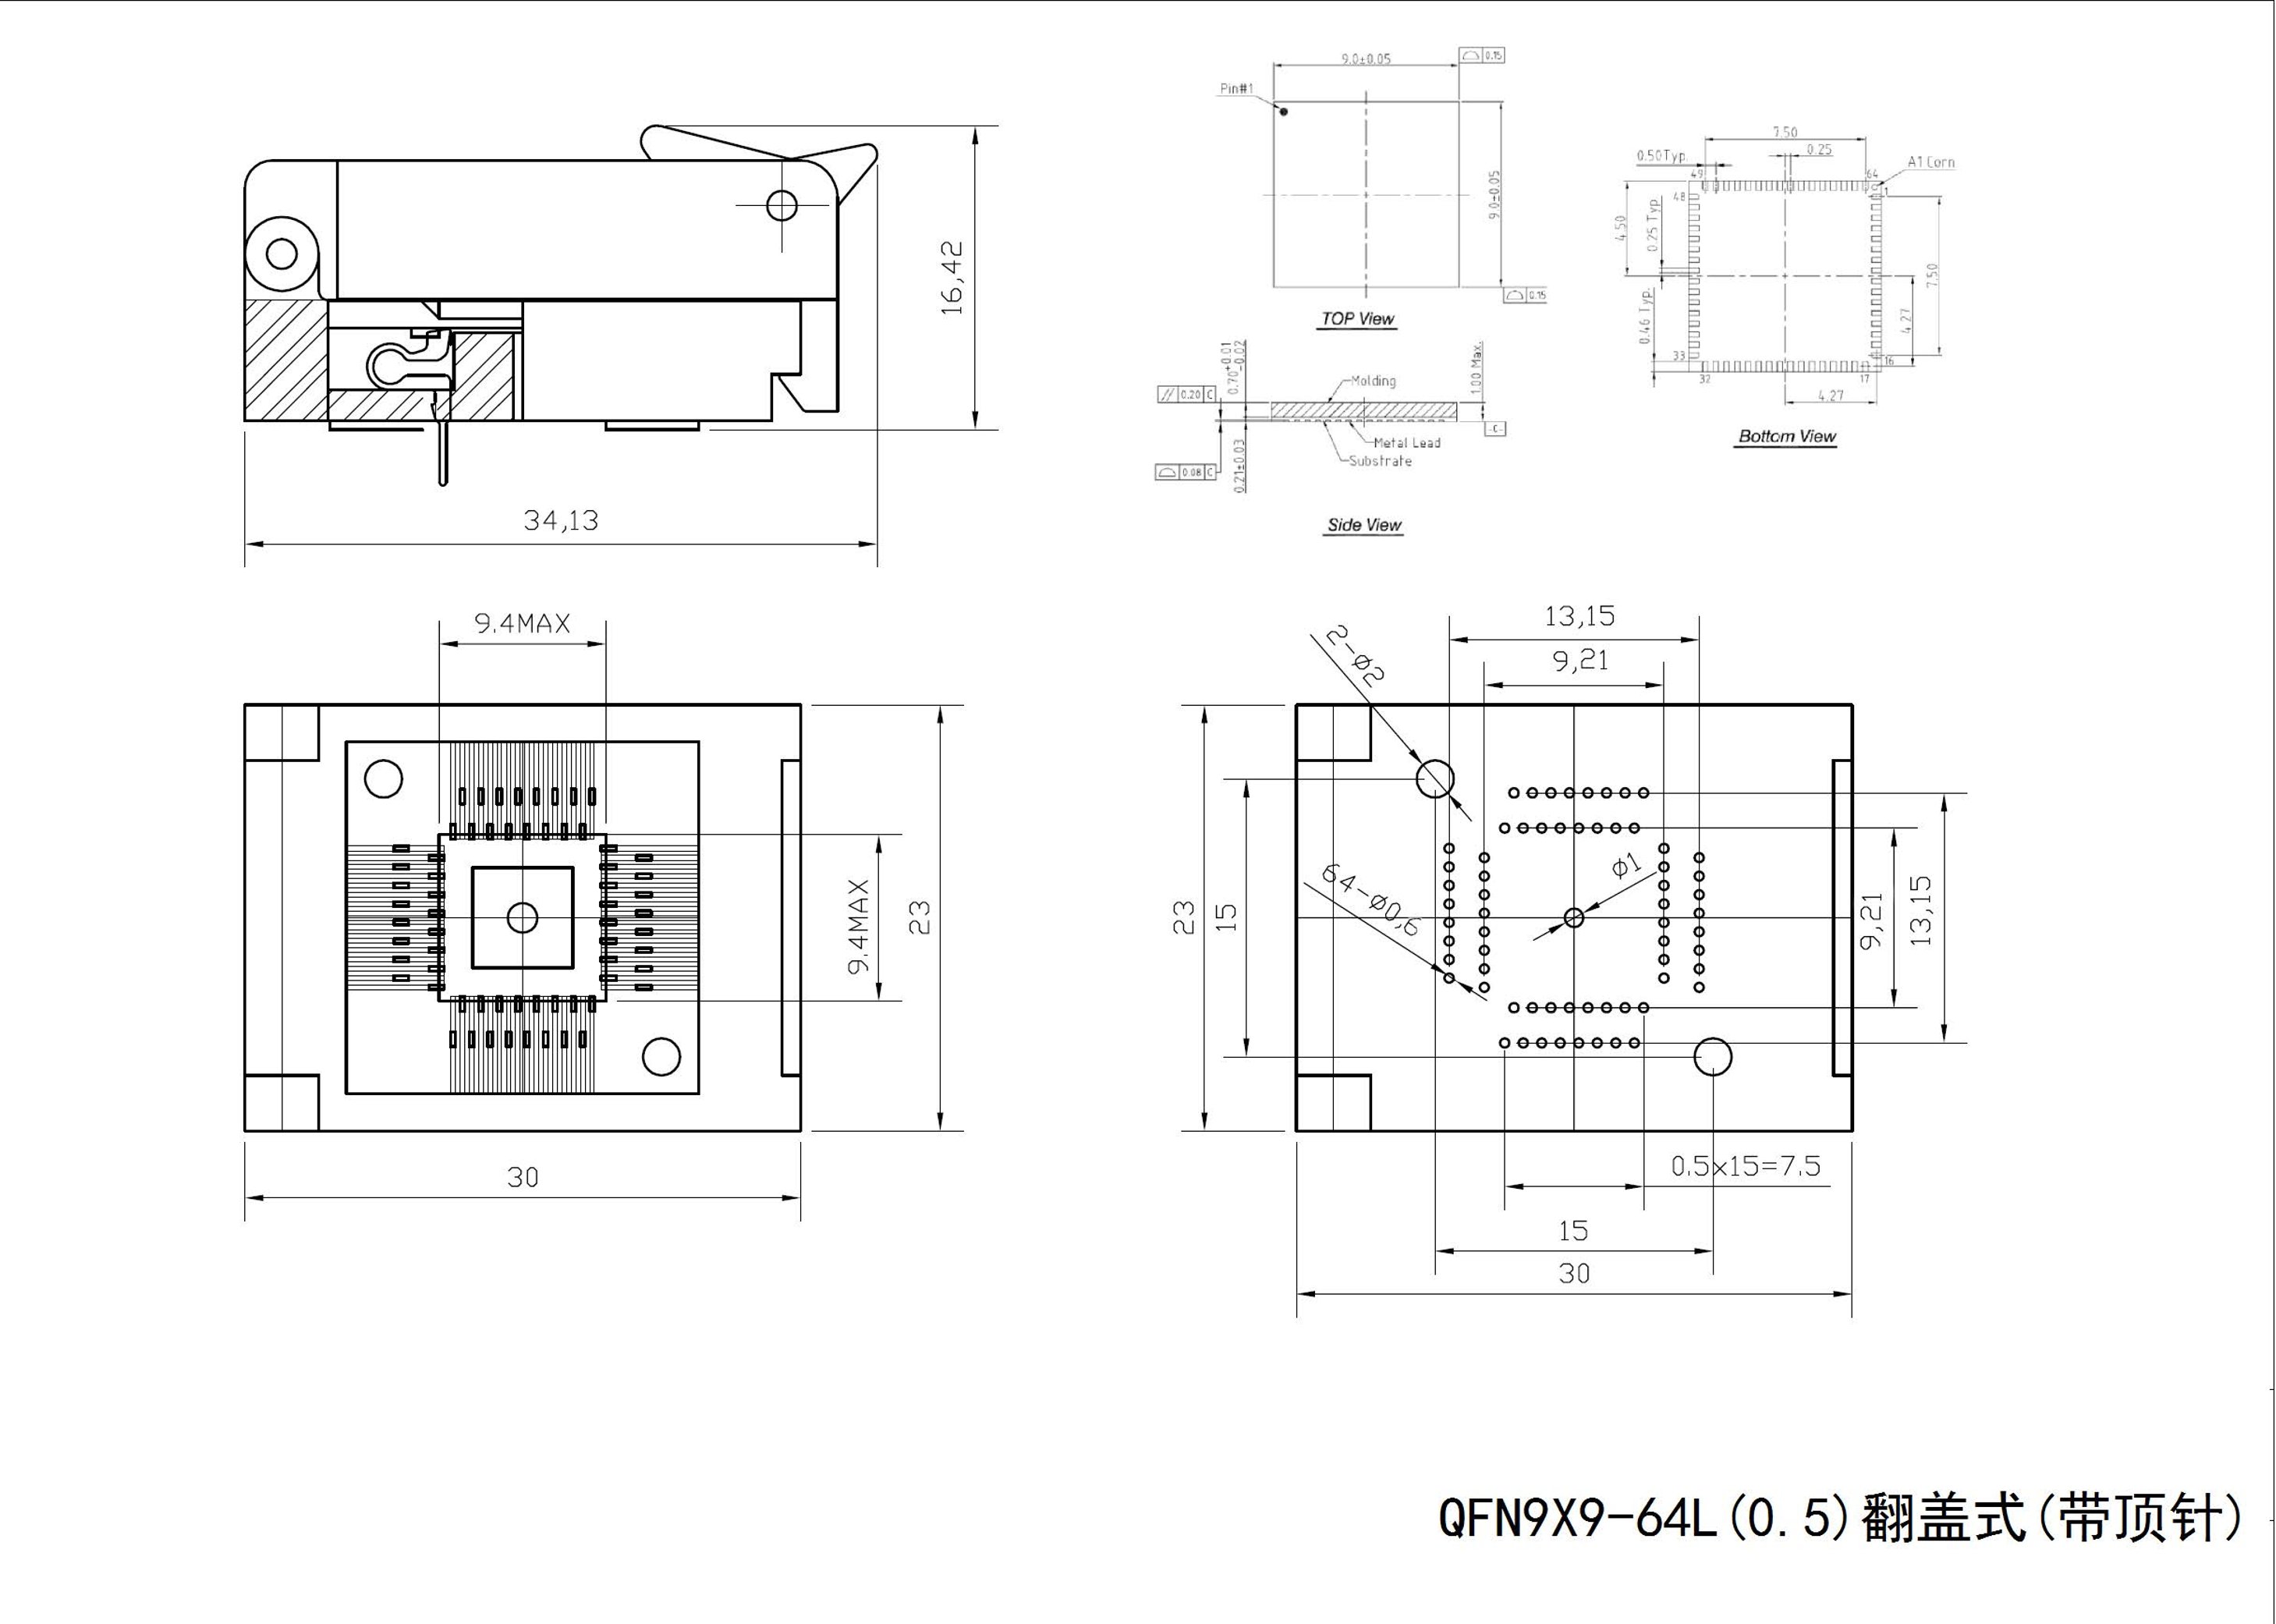 16,42
34,13
9.0±0.05
0.15
Pin#1
9.0±0.05
0.15
TOP View
0.70+0.01-0.02
1.00 Max.
// 0.20 C
Molding
-C-
Metal Lead
Substrate
0.08 C
0.21±0.03
Side View
7.50
0.25
0.50Typ.
A1 Corn
49
64
48
1
4.50
0.25 Typ
7.50
0.46 Typ.
4.27
33
16
32
17
4.27
Bottom View
9.4MAX
9.4MAX
23
30
13,15
9,21
2-ø2
ø1
64-ø0,6
23
15
9,21
13,15
0.5x15=7.5
15
30
QFN9X9-64L(0.5)翻盖式(带顶针)